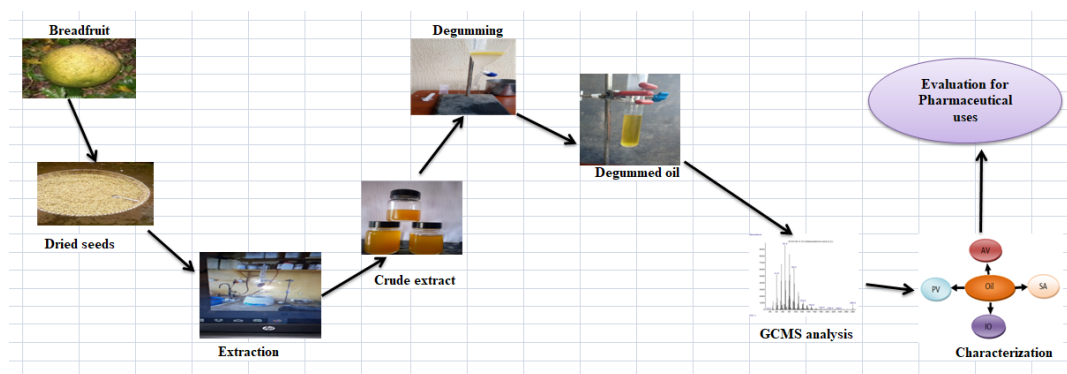 Breadfruit
Dried seeds
Extraction
Crude extract
Degumming
Degummed oil
GCMS analysis
AV
PV
Oil
SA
IO
Characterization
Evaluation for
Pharmaceutical
uses